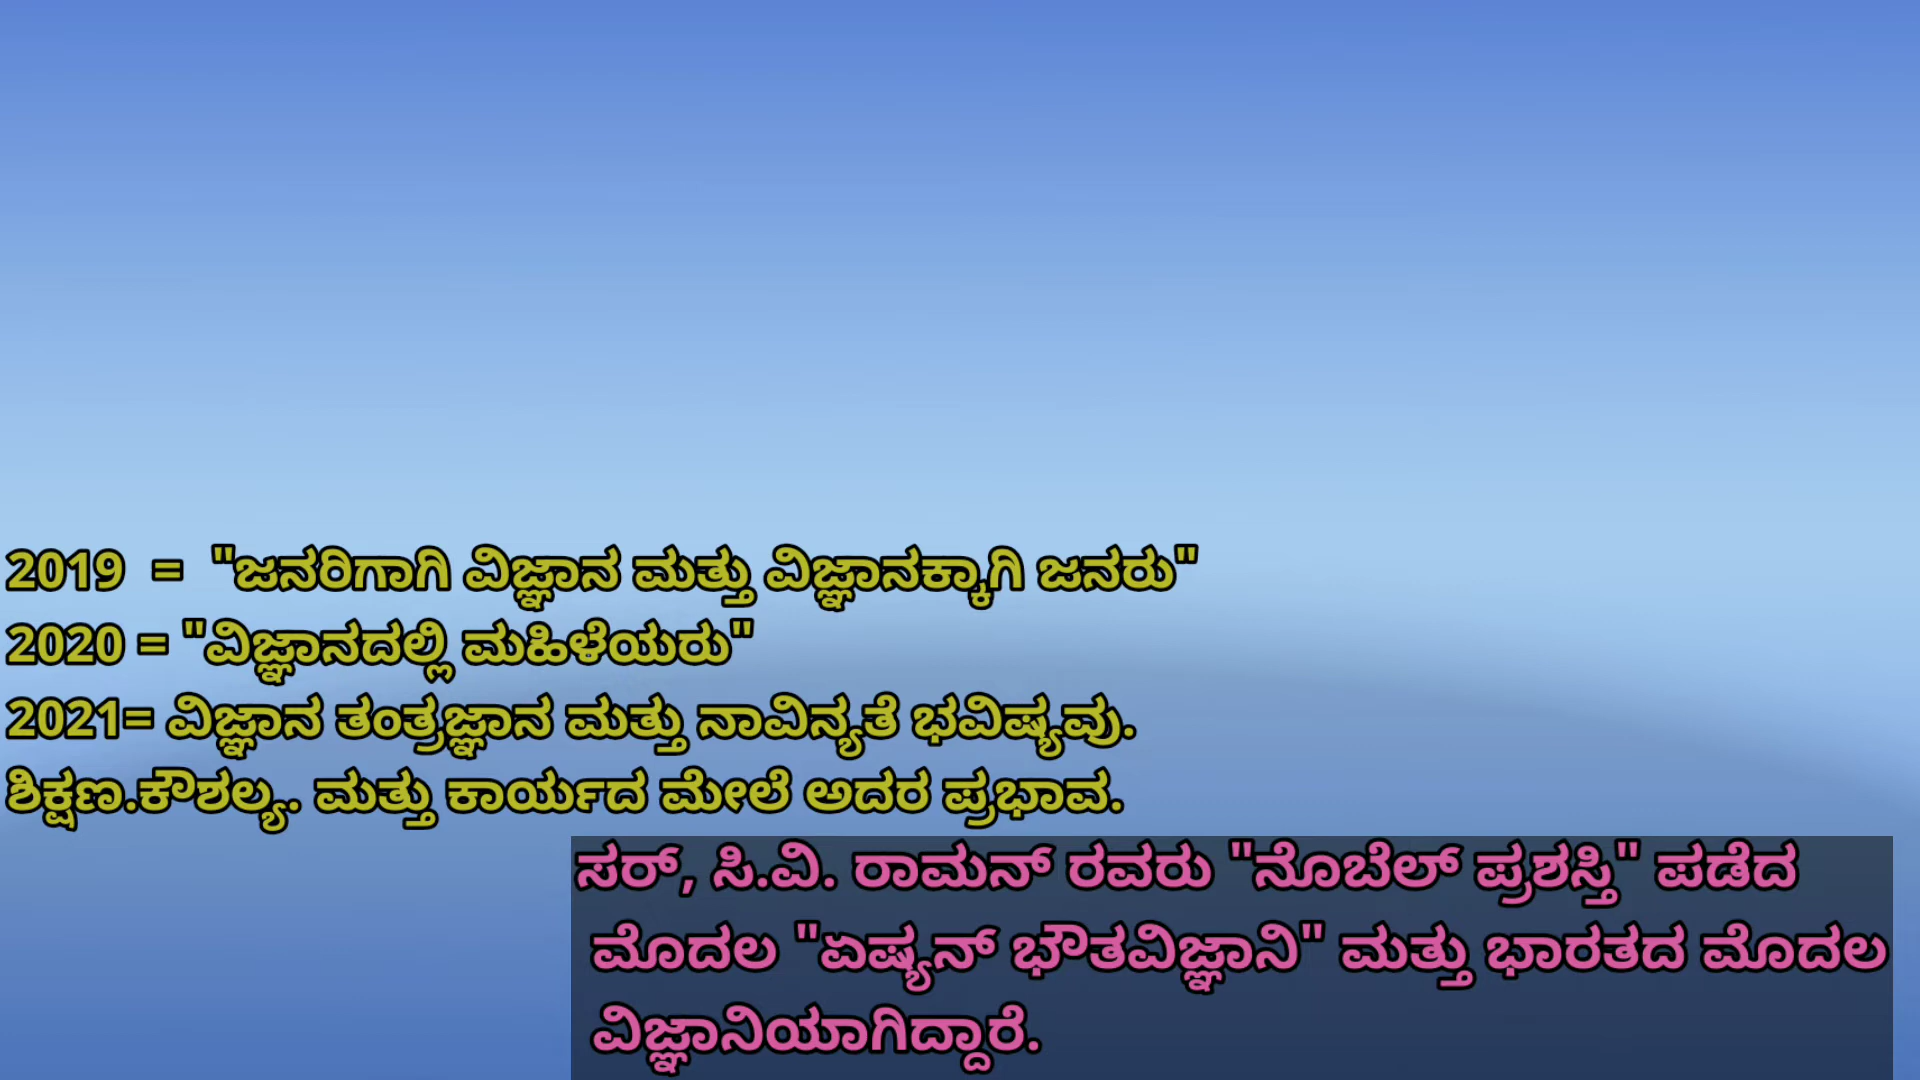 2019 = "ಜನರಿಗಾಗಿ ವಿಜ್ಞಾನ ಮತ್ತು ವಿಜ್ಞಾನಕ್ಕಾಗಿ ಜನರು"
2020 = "ವಿಜ್ಞಾನದಲ್ಲಿ ಮಹಿಳೆಯರು"
2021= ವಿಜ್ಞಾನ ತಂತ್ರಜ್ಞಾನ ಮತ್ತು ನಾವಿನ್ಯತೆ ಭವಿಷ್ಯವು.
ಶಿಕ್ಷಣ.ಕೌಶಲ್ಯ. ಮತ್ತು ಕಾರ್ಯದ ಮೇಲೆ ಅದರ ಪ್ರಭಾವ.
ಸರ್, ಸಿ.ವಿ. ರಾಮನ್ ರವರು "ನೊಬೆಲ್ ಪ್ರಶಸ್ತಿ" ಪಡೆದ
ಮೊದಲ "ಏಷ್ಯನ್ ಭೌತವಿಜ್ಞಾನಿ" ಮತ್ತು ಭಾರತದ ಮೊದಲ
ವಿಜ್ಞಾನಿಯಾಗಿದ್ದಾರೆ.